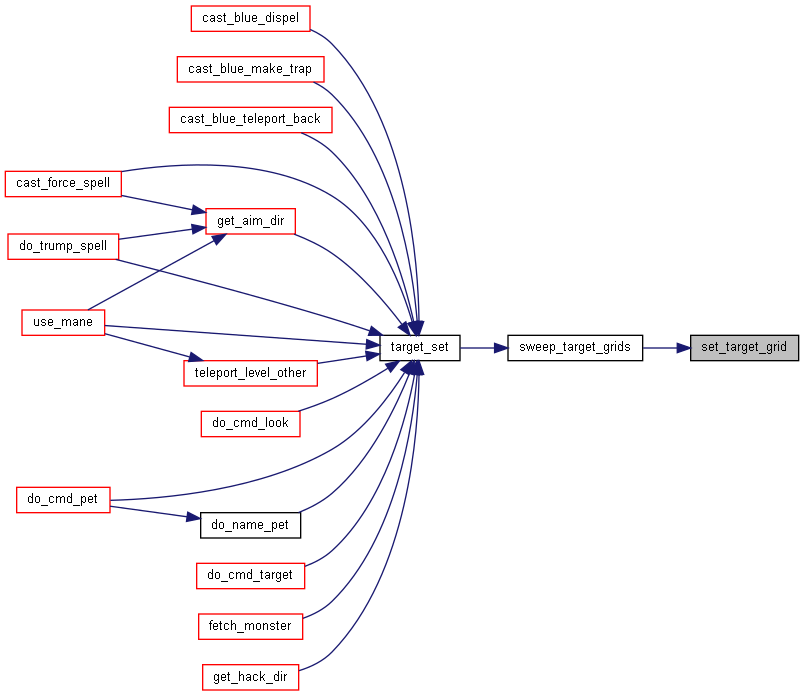 cast_blue_dispel
cast_blue_make_trap
cast_blue_teleport_back
cast_force_spell
get_aim_dir
do_trump_spell
use_mane
target_set
sweep_target_grids
set_target_grid
teleport_level_other
do_cmd_look
do_cmd_pet
do_name_pet
do_cmd_target
fetch_monster
get_hack_dir